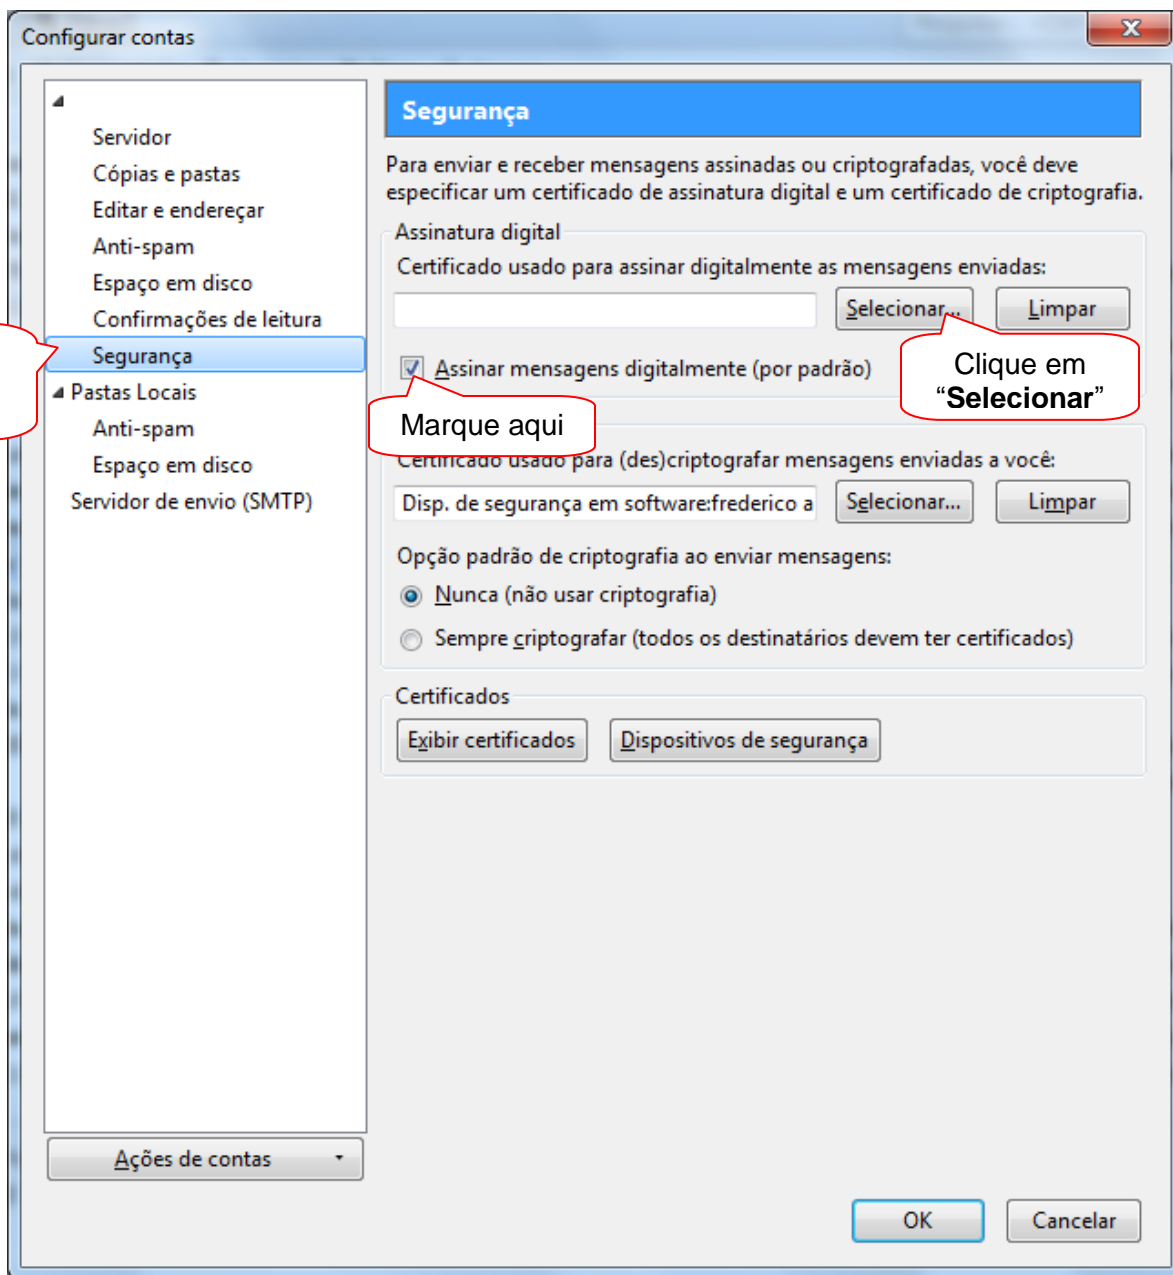 Configurar contas
Servidor
Cópias e pastas
Editar e endereçar
Anti-spam
Espaço em disco
Confirmações de leitura
Segurança
Pastas Locais
Anti-spam
Espaço em disco
Servidor de envio (SMTP)
Ações de contas
Segurança
Para enviar e receber mensagens assinadas ou criptografadas, você deve
especificar um certificado de assinatura digital e um certificado de criptografia.
Assinatura digital
Certificado usado para assinar digitalmente as mensagens enviadas:
Selecionar... Limpar
Assinar mensagens digitalmente (por padrão)
Clique em
“Selecionar”
Marque aqui
Certificado usado para (des)criptografar mensagens enviadas a você:
Disp. de segurança em software:frederico a Selecionar... Limpar
Opção padrão de criptografia ao enviar mensagens:
Nunca (não usar criptografia)
Sempre criptografar (todos os destinatários devem ter certificados)
Certificados
Exibir certificados Dispositivos de segurança
OK Cancelar